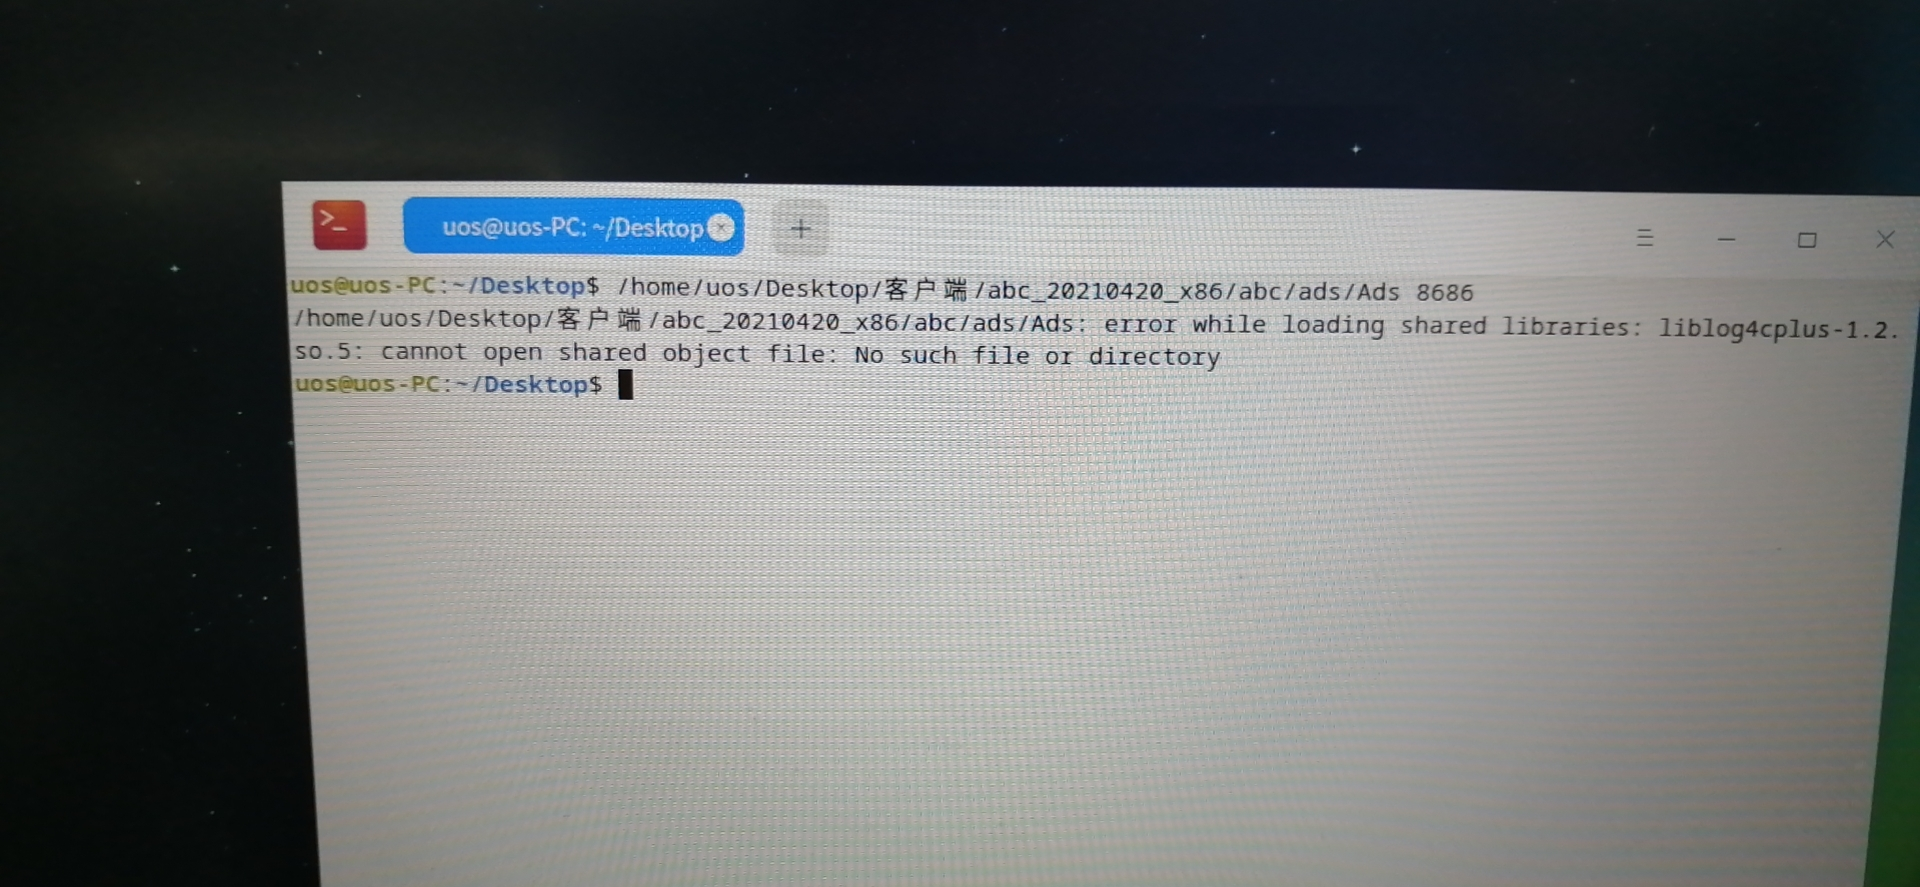 uos@uos-PC: ~/Desktop
uos@uos-PC:~/Desktop$ /home/uos/Desktop/客户端/abc_20210420_x86/abc/ads/Ads 8686
/home/uos/Desktop/客户端/abc_20210420_x86/abc/ads/Ads: error while loading shared libraries: liblog4cplus-1.2.
so.5: cannot open shared object file: No such file or directory
uos@uos-PC:~/Desktop$